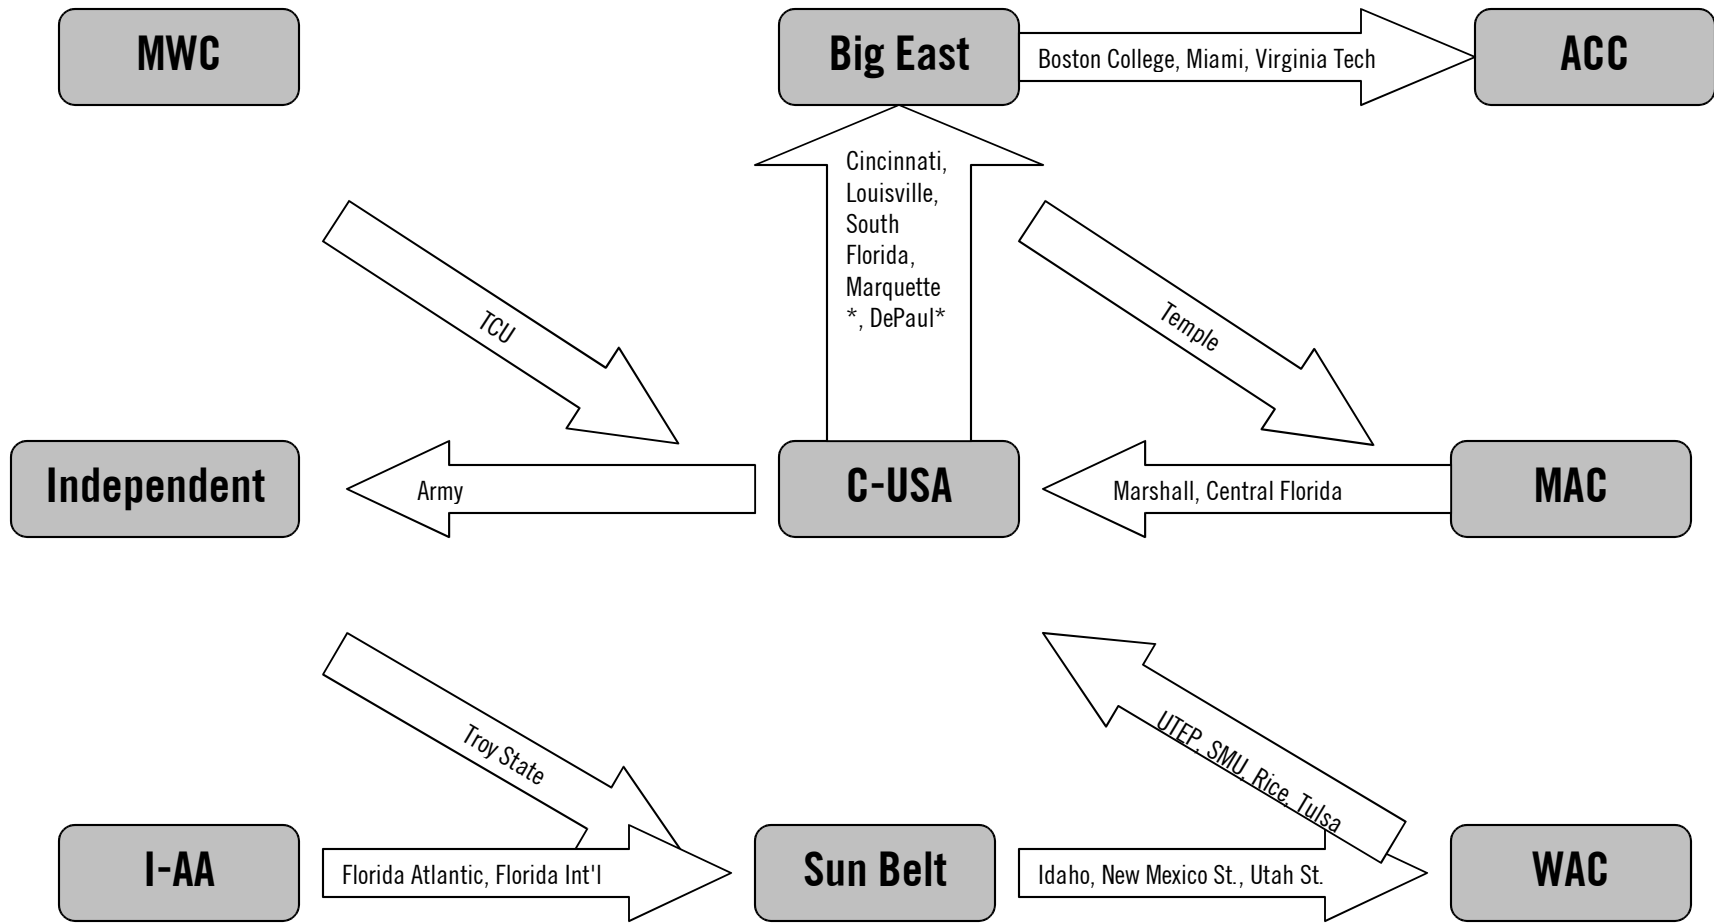 MWC
Big East
Boston College, Miami, Virginia Tech
ACC
Cincinnati,
Louisville,
South
Florida,
Marquette
*, DePaul*
TCU
Temple
Independent
Army
C-USA
Marshall, Central Florida
MAC
Troy State
UTEP, SMU, Rice, Tulsa
I-AA
Florida Atlantic, Florida Int'l
Sun Belt
Idaho, New Mexico St., Utah St.
WAC